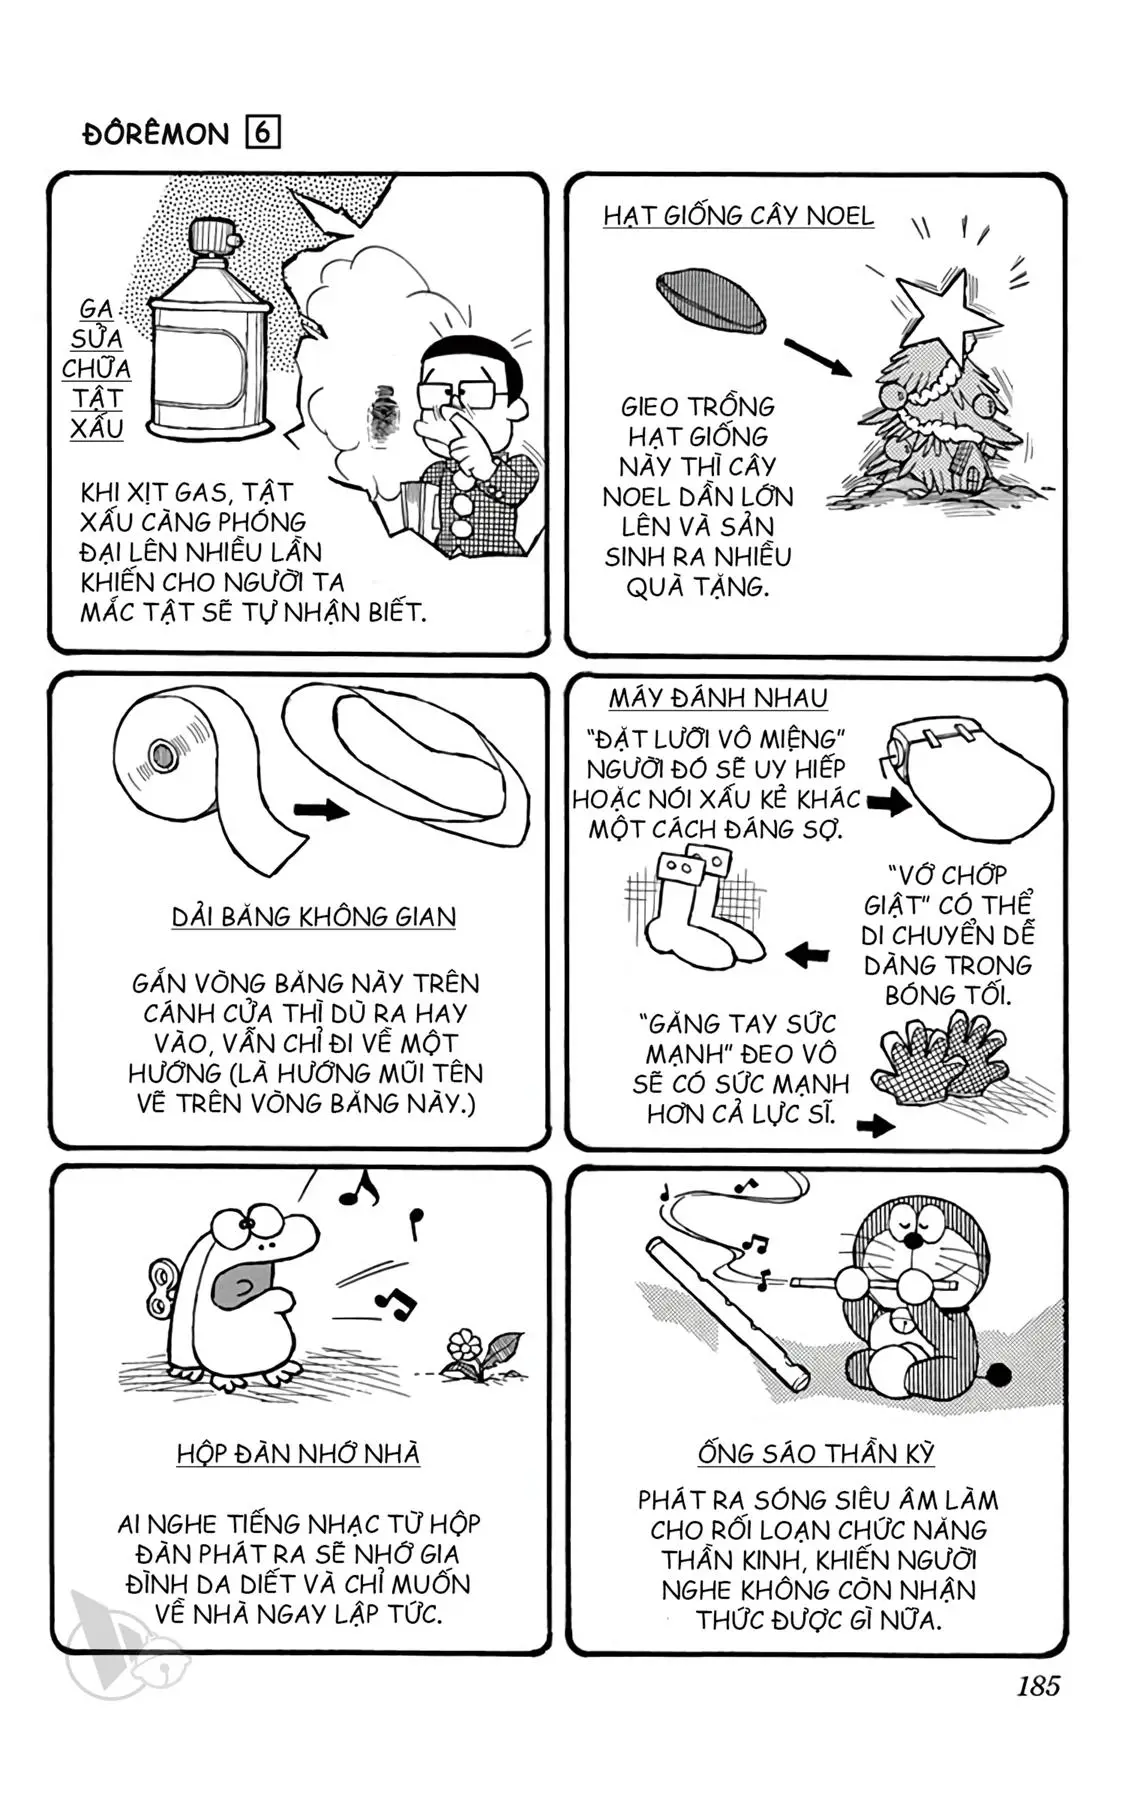 ĐÔRÊMON 6
GA
SỬA
CHỮA
TẬT
XẤU
KHI XỊT GAS, TẬT
XẤU CÀNG PHÓNG
ĐẠI LÊN NHIỀU LẦN
KHIẾN CHO NGƯỜI TA
MẮC TẬT SẼ TỰ NHẬN BIẾT.
HẠT GIỐNG CÂY NOEL
GIEO TRỒNG
HẠT GIỐNG
NÀY THÌ CÂY
NOEL DẦN LỚN
LÊN VÀ SẢN
SINH RA NHIỀU
QUÀ TẶNG.
DẢI BĂNG KHÔNG GIAN
GẮN VÒNG BĂNG NÀY TRÊN
CÁNH CỬA THÌ DÙ RA HAY
VÀO, VẪN CHỈ ĐI VỀ MỘT
HƯỚNG (LÀ HƯỚNG MŨI TÊN
VẼ TRÊN VÒNG BĂNG NÀY.)
MÁY ĐÁNH NHAU
“ĐẶT LƯỠI VÔ MIỆNG”
NGƯỜI ĐÓ SẼ UY HIẾP
HOẶC NÓI XẤU KẺ KHÁC
MỘT CÁCH ĐÁNG SỢ.
“VỚ CHỚP
GIẬT” CÓ THỂ
DI CHUYỂN DỄ
DÀNG TRONG
BÓNG TỐI.
“GĂNG TAY SỨC
MẠNH” ĐEO VÔ
SẼ CÓ SỨC MẠNH
HƠN CẢ LỰC SĨ.
HỘP ĐÀN NHỚ NHÀ
AI NGHE TIẾNG NHẠC TỪ HỘP
ĐÀN PHÁT RA SẼ NHỚ GIA
ĐÌNH DA DIẾT VÀ CHỈ MUỐN
VỀ NHÀ NGAY LẬP TỨC.
ỐNG SÁO THẦN KỲ
PHÁT RA SÓNG SIÊU ÂM LÀM
CHO RỐI LOẠN CHỨC NĂNG
THẦN KINH, KHIẾN NGƯỜI
NGHE KHÔNG CÒN NHẬN
THỨC ĐƯỢC GÌ NỮA.
185